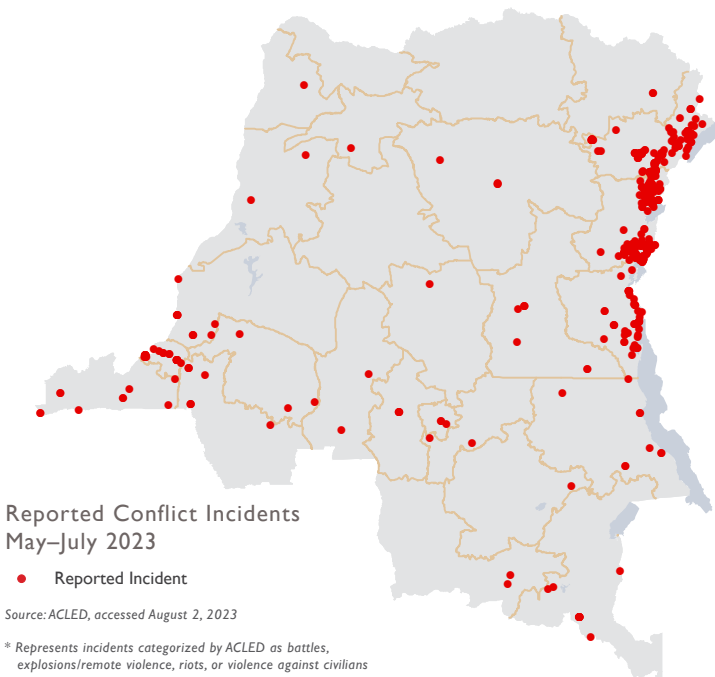 Reported Conflict Incidents
May–July 2023
Reported Incident
Source: ACLED, accessed August 2, 2023
* Represents incidents categorized by ACLED as battles,
explosions/remote violence, riots, or violence against civilians